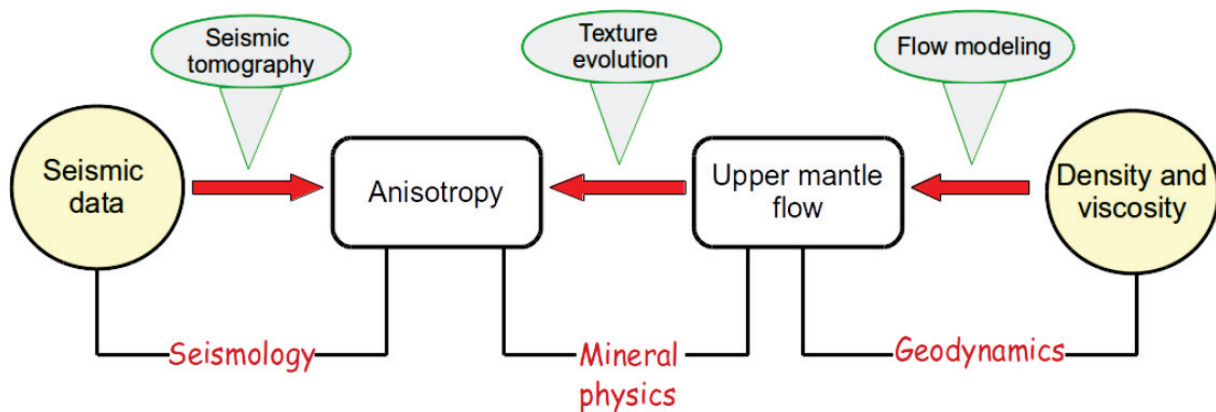 Seismic
tomography
Texture
evolution
Flow modeling
Seismic
data
Anisotropy
Upper mantle
flow
Density and
viscosity
Seismology
Mineral
physics
Geodynamics